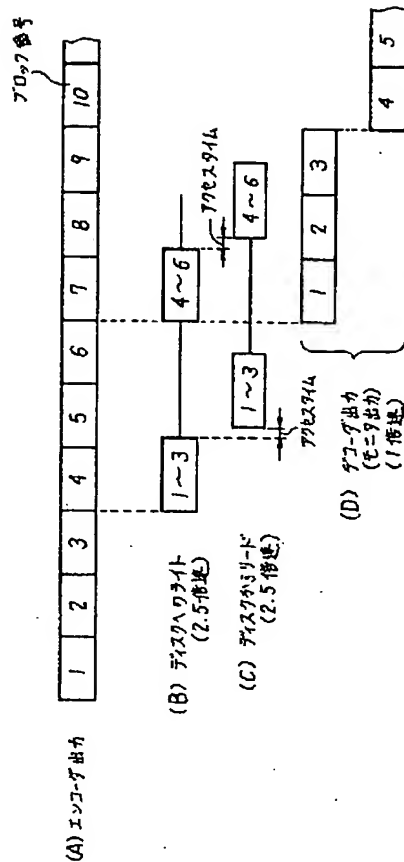 ブロック番号
(A) エンコーダ出力
1 2 3 4 5 6 7 8 9 10
(B) ディスクへライト
(2.5倍速)
1～3
4～6
アクセスタイム
(C) ディスクからリード
(2.5倍速)
1～3
4～6
アクセスタイム
(D) デコーダ出力
(モニタ出力)
(1倍速)
1 2 3
4 5